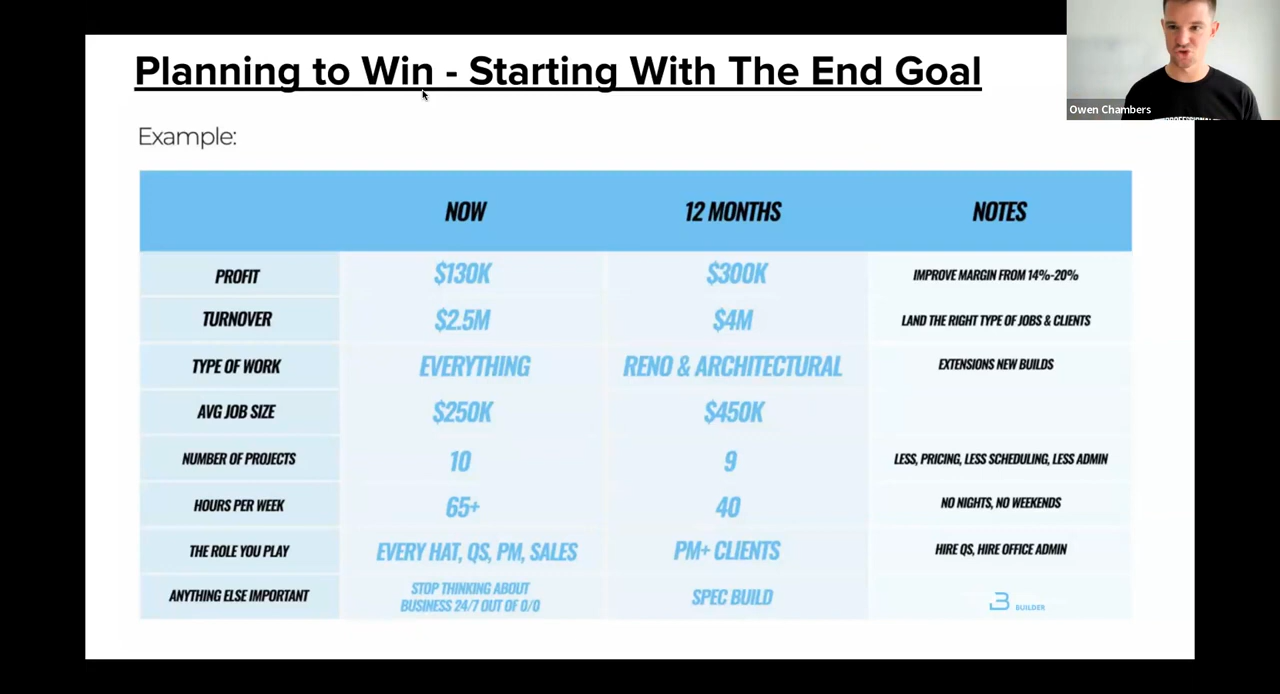 Planning to Win - Starting With The End Goal
Owen Chambers
Example:
NOW 12 MONTHS NOTES
PROFIT $130K $300K IMPROVE MARGIN FROM 14%-20%
TURNOVER $2.5M $4M LAND THE RIGHT TYPE OF JOBS & CLIENTS
TYPE OF WORK EVERYTHING RENO & ARCHITECTURAL EXTENSIONS NEW BUILDS
AVG JOB SIZE $250K $450K
NUMBER OF PROJECTS 10 9 LESS, PRICING, LESS SCHEDULING, LESS ADMIN
HOURS PER WEEK 65+ 40 NO NIGHTS, NO WEEKENDS
THE ROLE YOU PLAY EVERY HAT, QS, PM, SALES PM+ CLIENTS HIRE QS, HIRE OFFICE ADMIN
ANYTHING ELSE IMPORTANT STOP THINKING ABOUT
BUSINESS 24/7 OUT OF 0/0 SPEC BUILD
BUILDER